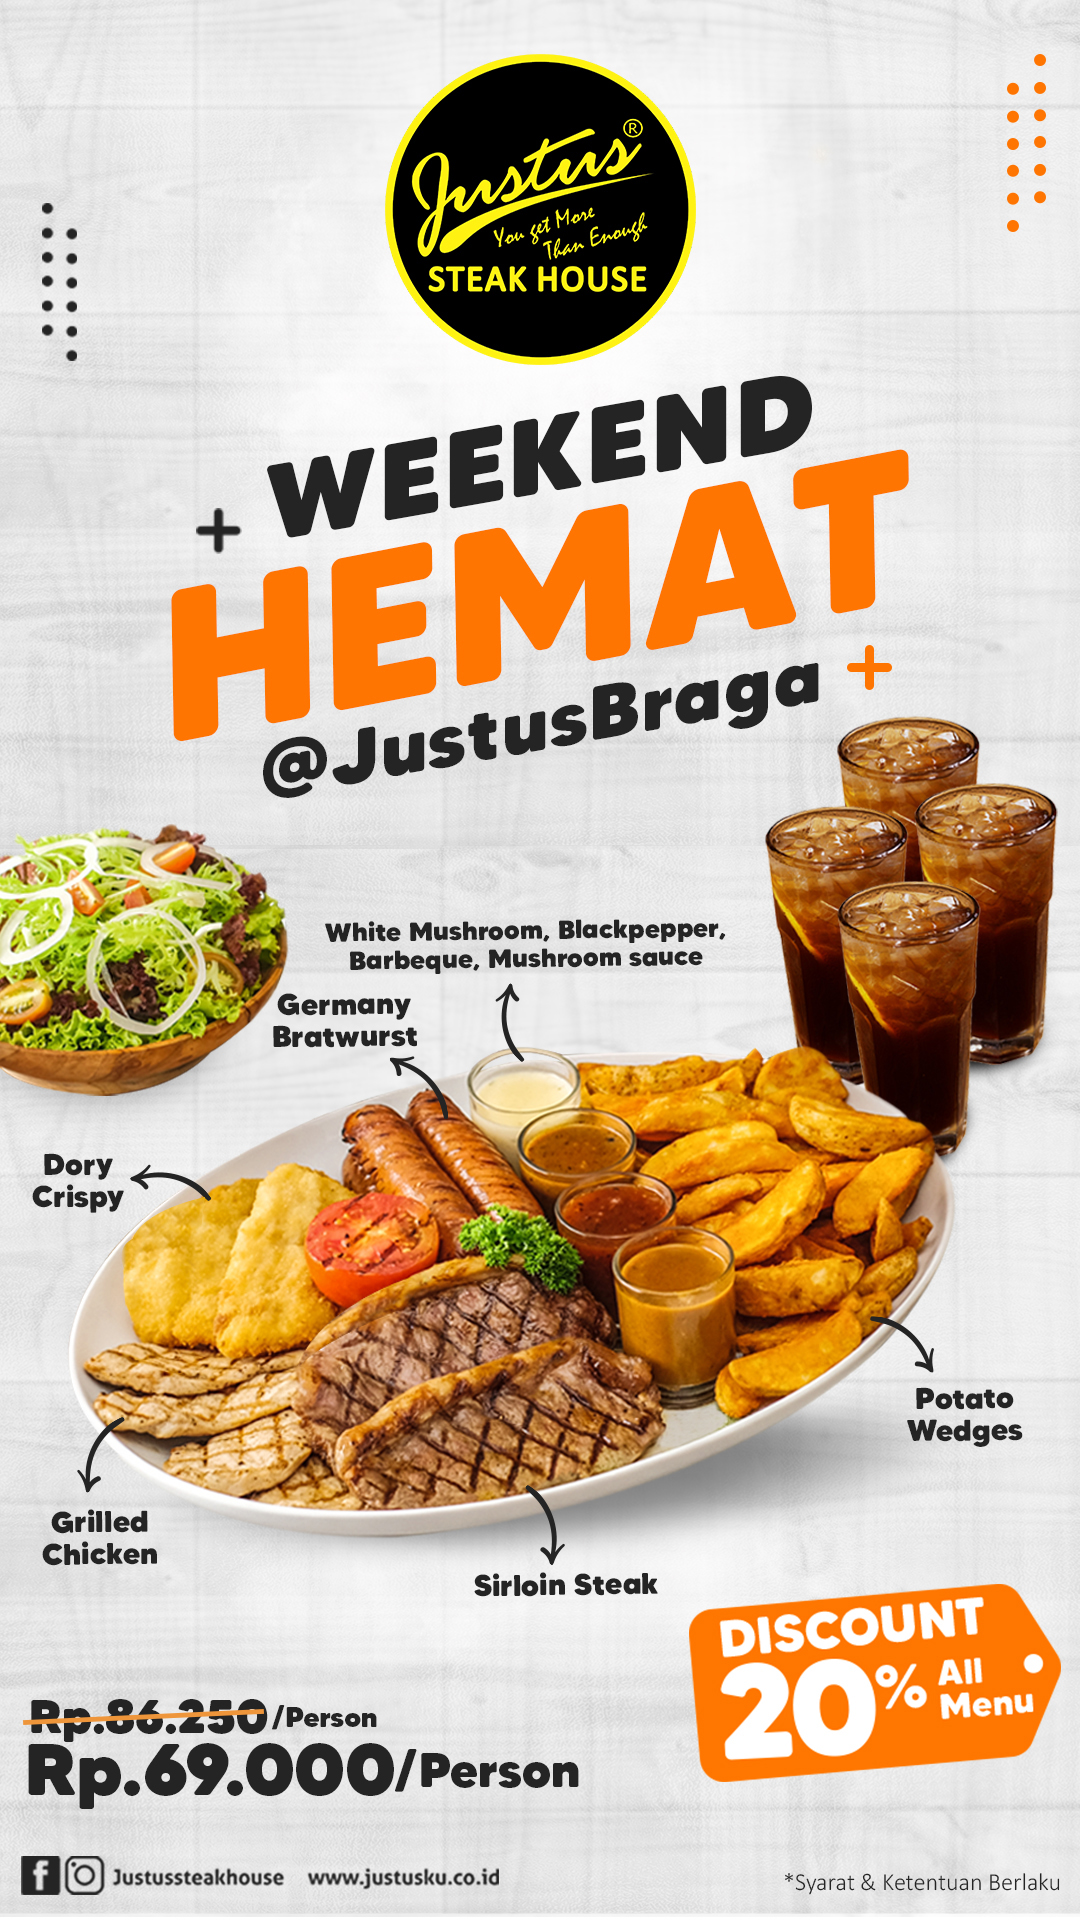 Justus®
You get More
Than Enough
STEAK HOUSE
WEEKEND
HEMAT
@JustusBraga
White Mushroom, Blackpepper,
Barbeque, Mushroom sauce
Germany
Bratwurst
Dory
Crispy
Potato
Wedges
Grilled
Chicken
Sirloin Steak
DISCOUNT
20% All
Menu
Rp.86.250/Person
Rp.69.000/Person
Justussteakhouse www.justusku.co.id
*Syarat & Ketentuan Berlaku